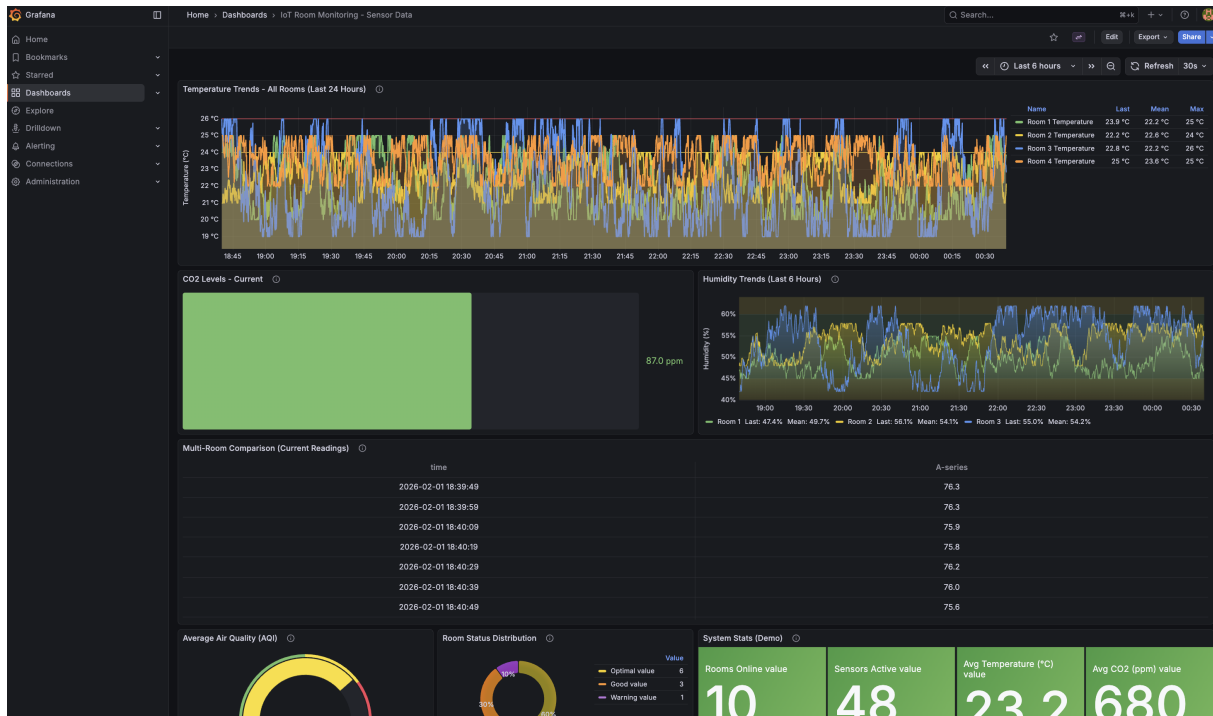 Grafana
Home › Dashboards › IoT Room Monitoring - Sensor Data
Search...
⌘+k
Home
Bookmarks
Starred
Dashboards
Explore
Drilldown
Alerting
Connections
Administration
Edit
Export
Share
Last 6 hours
Refresh
30s
Temperature Trends - All Rooms (Last 24 Hours)
Temperature (°C)
26 °C
25 °C
24 °C
23 °C
22 °C
21 °C
20 °C
19 °C
18:45 19:00 19:15 19:30 19:45 20:00 20:15 20:30 20:45 21:00 21:15 21:30 21:45 22:00 22:15 22:30 22:45 23:00 23:15 23:30 23:45 00:00 00:15 00:30
Name Last Mean Max
Room 1 Temperature 23.9 °C 22.2 °C 25 °C
Room 2 Temperature 22.2 °C 22.6 °C 24 °C
Room 3 Temperature 22.8 °C 22.2 °C 26 °C
Room 4 Temperature 25 °C 23.6 °C 25 °C
CO2 Levels - Current
87.0 ppm
Humidity Trends (Last 6 Hours)
Humidity (%)
60%
55%
50%
45%
40%
19:00 19:30 20:00 20:30 21:00 21:30 22:00 22:30 23:00 23:30 00:00 00:30
Room 1 Last: 47.4% Mean: 49.7% Room 2 Last: 56.1% Mean: 54.1% Room 3 Last: 55.0% Mean: 54.2%
Multi-Room Comparison (Current Readings)
time A-series
2026-02-01 18:39:49 76.3
2026-02-01 18:39:59 76.3
2026-02-01 18:40:09 75.9
2026-02-01 18:40:19 75.8
2026-02-01 18:40:29 76.2
2026-02-01 18:40:39 76.0
2026-02-01 18:40:49 75.6
Average Air Quality (AQI)
Room Status Distribution
10%
30%
60%
Value
Optimal value 6
Good value 3
Warning value 1
System Stats (Demo)
Rooms Online value
10
Sensors Active value
48
Avg Temperature (°C) value
23.2
Avg CO2 (ppm) value
680